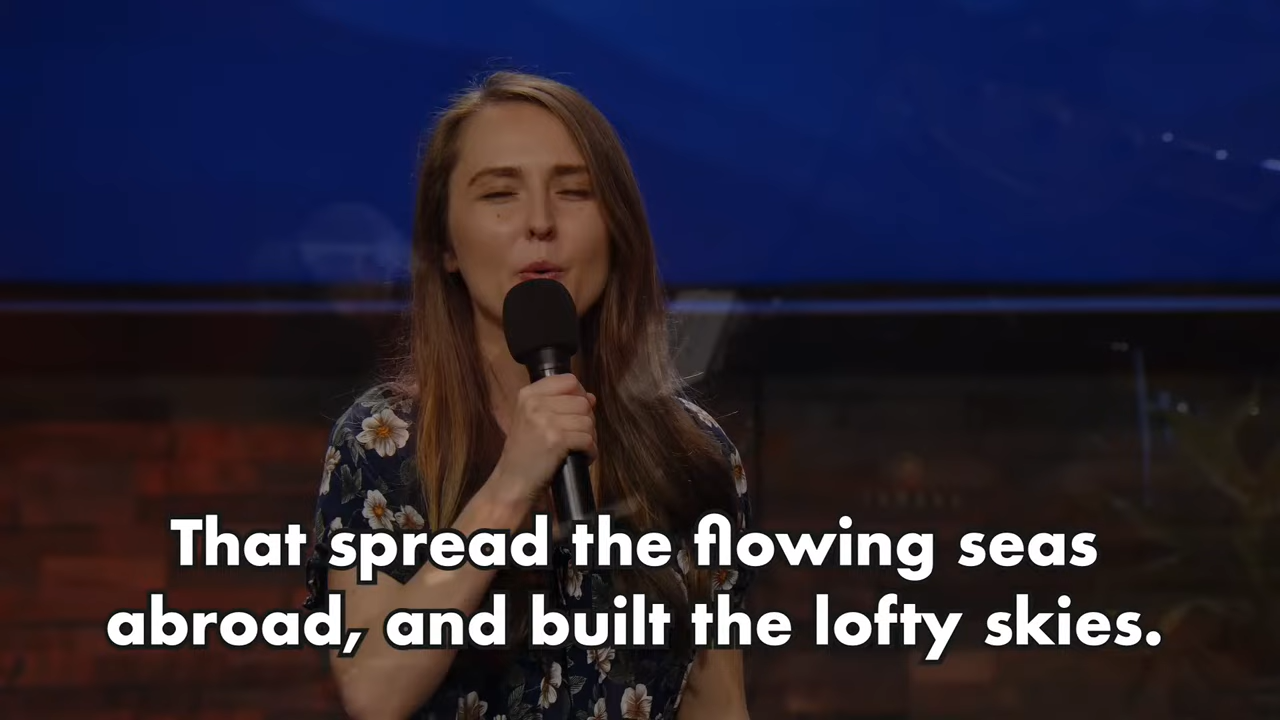 That spread the flowing seas
abroad, and built the lofty skies.